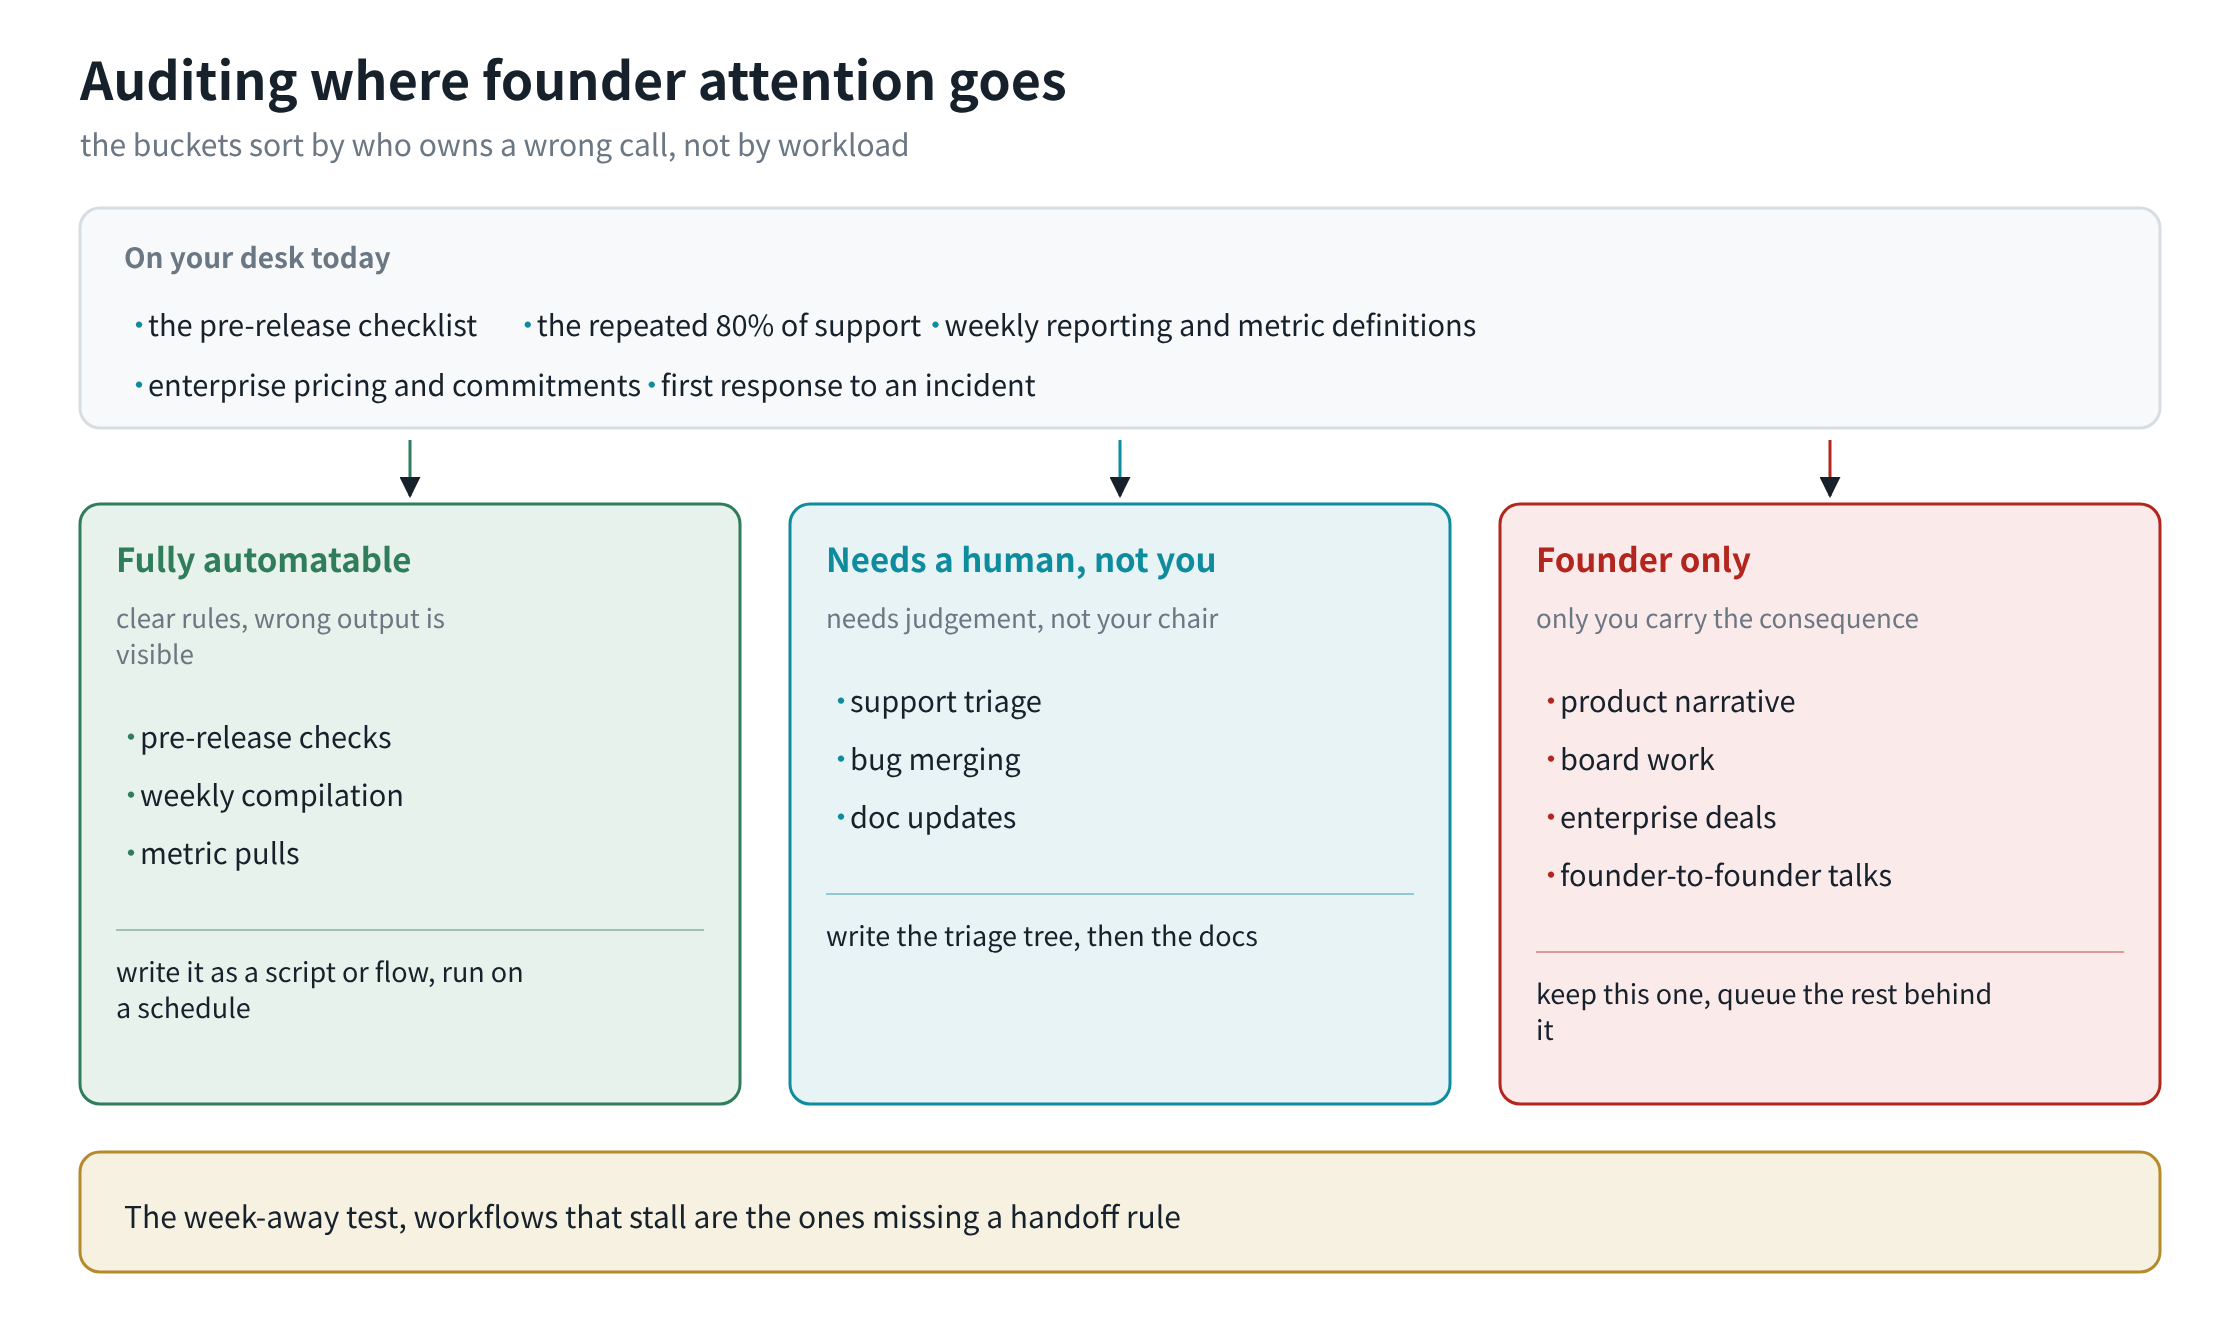 Auditing where founder attention goes
the buckets sort by who owns a wrong call, not by workload
On your desk today
•the pre-release checklist •the repeated 80% of support •weekly reporting and metric definitions
•enterprise pricing and commitments •first response to an incident
Fully automatable
clear rules, wrong output is
visible
•pre-release checks
•weekly compilation
•metric pulls
write it as a script or flow, run on
a schedule
Needs a human, not you
needs judgement, not your chair
•support triage
•bug merging
•doc updates
write the triage tree, then the docs
Founder only
only you carry the consequence
•product narrative
•board work
•enterprise deals
•founder-to-founder talks
keep this one, queue the rest behind
it
The week-away test, workflows that stall are the ones missing a handoff rule